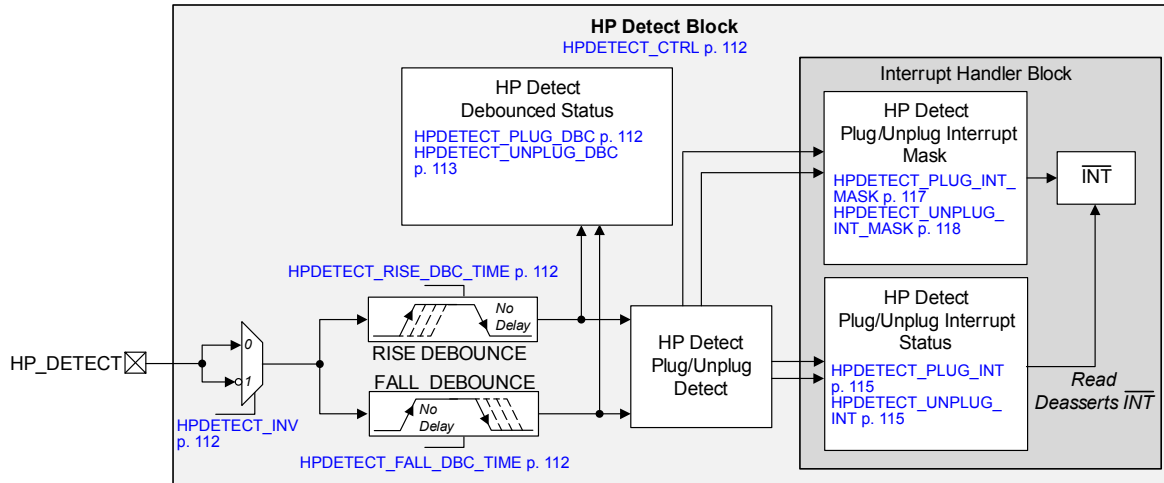 HP Detect Block
HPDETECT_CTRL p. 112
HP Detect
Debounced Status
HPDETECT_PLUG_DBC p. 112
HPDETECT_UNPLUG_DBC
p. 113
Interrupt Handler Block
HP Detect
Plug/Unplug Interrupt
Mask
HPDETECT_PLUG_INT_
MASK p. 117
HPDETECT_UNPLUG_
INT_MASK p. 118
INT
HPDETECT_RISE_DBC_TIME p. 112
No
Delay
RISE DEBOUNCE
HP_DETECT
0
1
HPDETECT_INV
p. 112
FALL DEBOUNCE
No
Delay
HPDETECT_FALL_DBC_TIME p. 112
HP Detect
Plug/Unplug
Detect
HP Detect
Plug/Unplug Interrupt
Status
HPDETECT_PLUG_INT
p. 115
HPDETECT_UNPLUG_
INT p. 115
Read
Deasserts INT